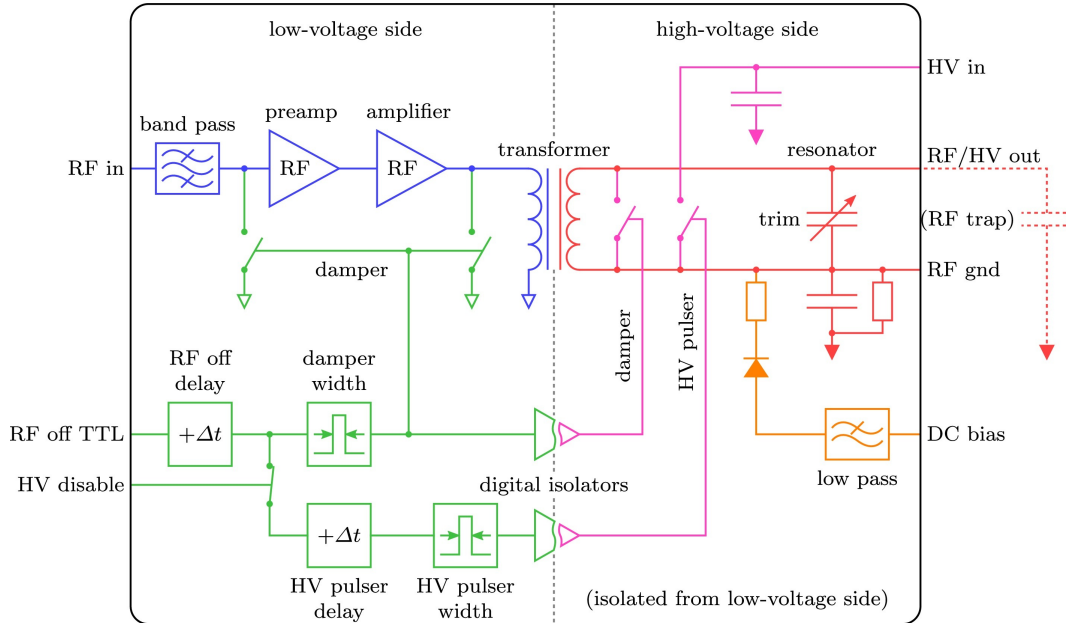 low-voltage side
high-voltage side
HV in
preamp
amplifier
band pass
transformer
resonator
RF/HV out
RF in
RF
RF
trim
(RF trap)
damper
RF gnd
damper
HV pulser
RF off
delay
damper
width
RF off TTL
+Δt
DC bias
HV disable
digital isolators
low pass
+Δt
HV pulser
delay
HV pulser
width
(isolated from low-voltage side)